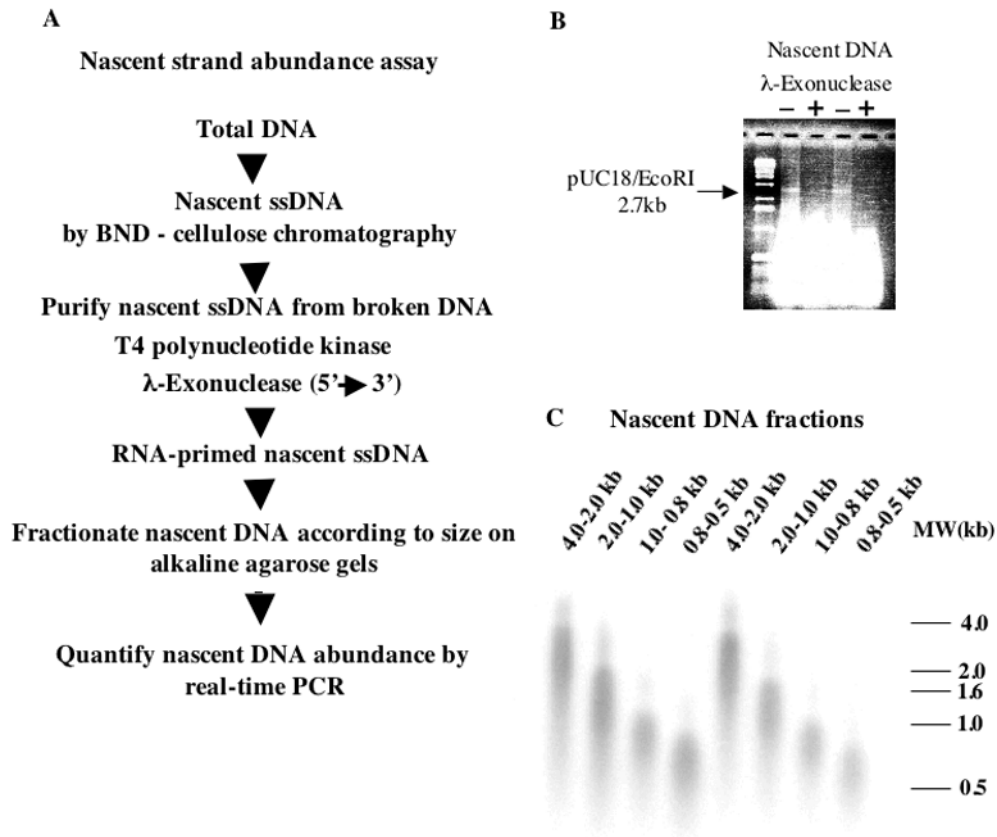 A
Nascent strand abundance assay
Total DNA
Nascent ssDNA
by BND - cellulose chromatography
Purify nascent ssDNA from broken DNA
T4 polynucleotide kinase
λ-Exonuclease (5' 3')
RNA-primed nascent ssDNA
Fractionate nascent DNA according to size on
alkaline agarose gels
Quantify nascent DNA abundance by
real-time PCR
B
Nascent DNA
λ-Exonuclease
– + – +
pUC18/EcoRI
2.7kb
C Nascent DNA fractions
4.0-2.0 kb
2.0-1.0 kb
1.0- 0.8 kb
0.8-0.5 kb
4.0-2.0 kb
2.0-1.0 kb
1.0-0.8 kb
0.8-0.5 kb
MW(kb)
4.0
2.0
1.6
1.0
0.5